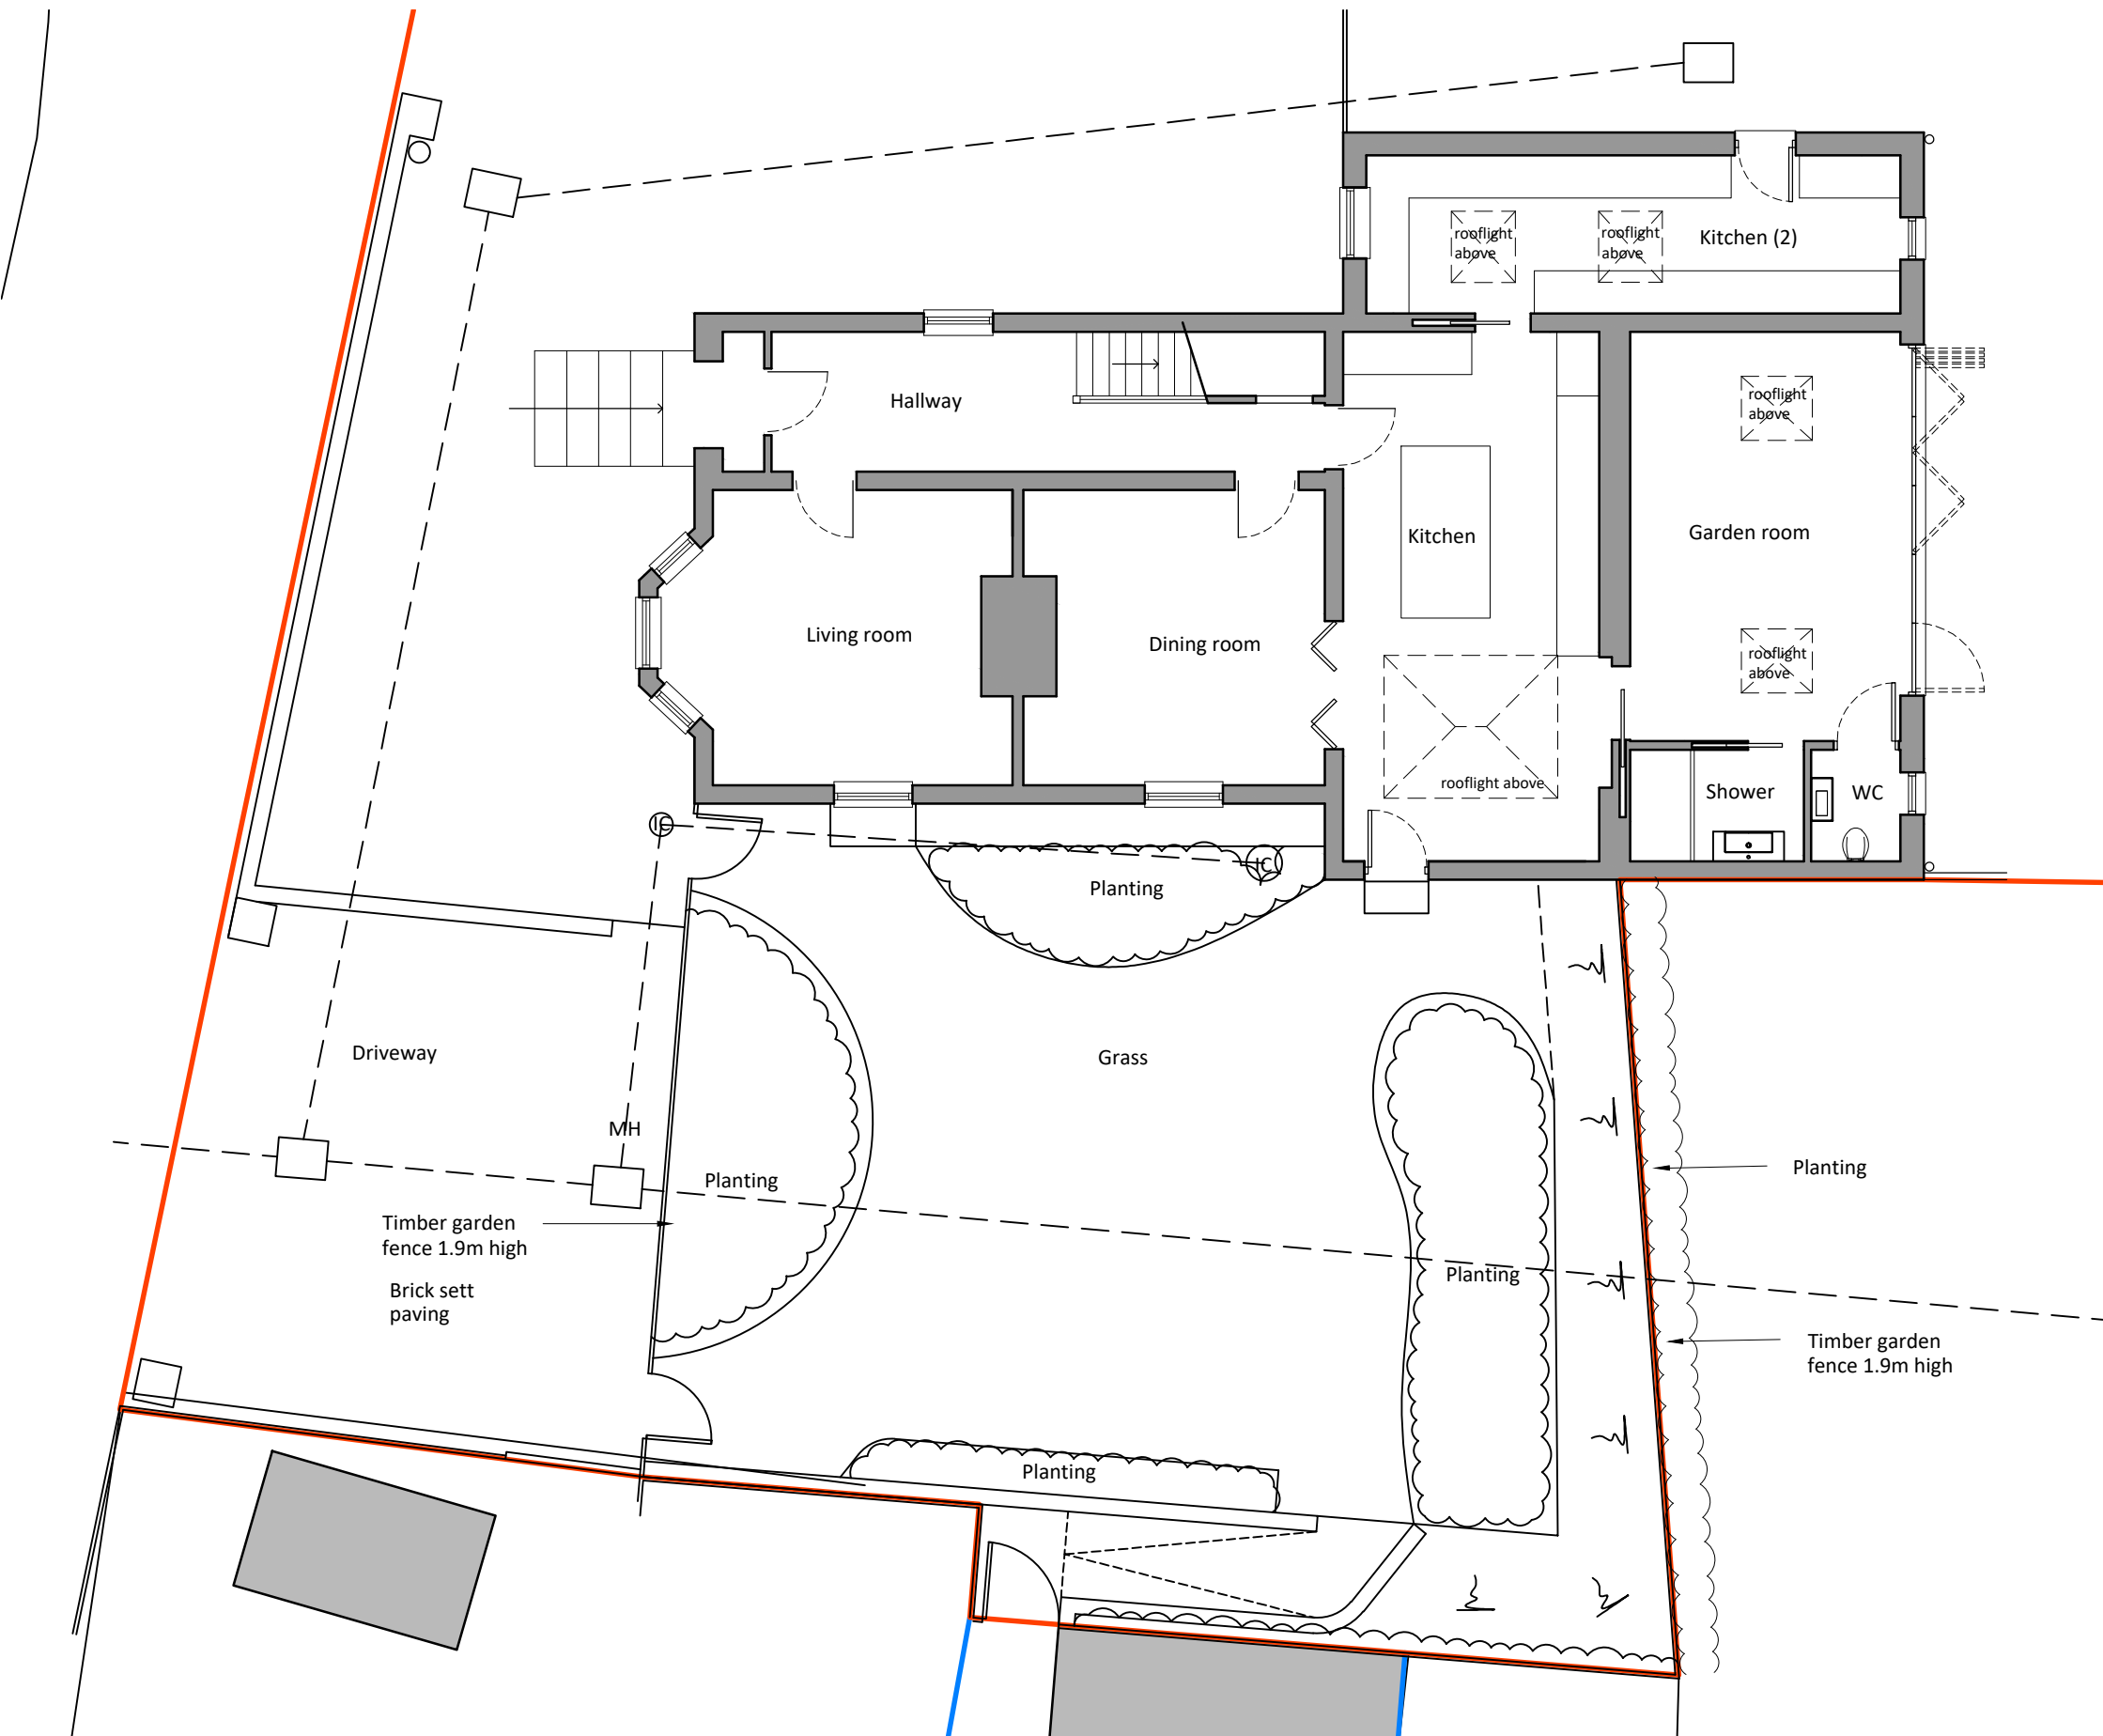 rooflight
above
rooflight
above
Kitchen (2)
Hallway
rooflight
above
Kitchen
Garden room
Living room
Dining room
rooflight
above
rooflight above
Shower
WC
IC
IC
Planting
Driveway
Grass
MH
Planting
Planting
Timber garden
fence 1.9m high
Brick sett
paving
Planting
Timber garden
fence 1.9m high
Planting